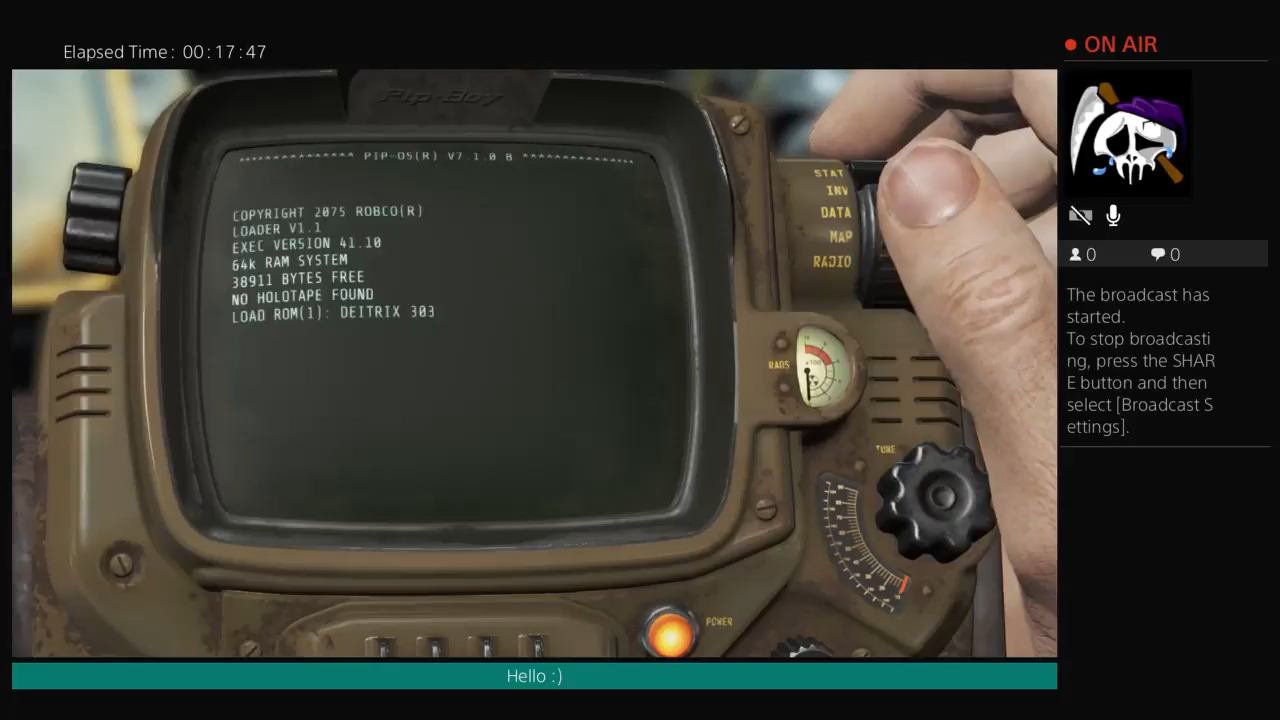 Elapsed Time: 00:17:47
ON AIR
Pip-Boy
*************** PIP-OS(R) V7.1.0.8 ***************
COPYRIGHT 2075 ROBCO(R)
LOADER V1.1
EXEC VERSION 41.10
64k RAM SYSTEM
38911 BYTES FREE
NO HOLOTAPE FOUND
LOAD ROM(1): DEITRIX 303
STAT
INV
DATA
MAP
RADIO
RADS
TUNE
POWER
0
0
The broadcast has
started.
To stop broadcasti
ng, press the SHAR
E button and then
select [Broadcast S
ettings].
Hello :)